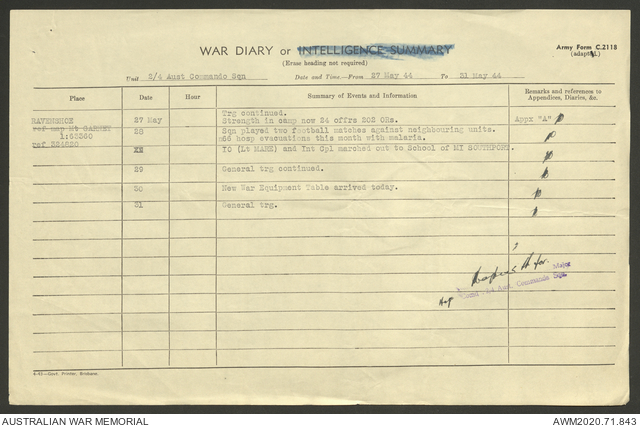 WAR DIARY or INTELLIGENCE SUMMARY
(Erase heading not required)
Army Form C.2118
Unit 2/4 Aust Commando Sqn Date and Time.—From 27 May 44 To 31 May 44
Place Date Hour Summary of Events and Information Remarks and references to Appendices, Diaries, &c.
Trg continued.
RAVENSHOE 27 May Strength in camp now 24 offrs 202 ORs. Appx "A"
ref map Mt GARNET 28 Sqn played two football matches against neighbouring units.
1:63360 66 hosp evacuations this month with malaria.
ref 324820 IO (Lt MARK) and Int Cpl marched out to School of MI SOUTHPORT.
29 General trg continued.
30 New War Equipment Table arrived today.
31 General trg.
Major
Aust. Commando Sqn.
4-43—Govt. Printer, Brisbane.
AUSTRALIAN WAR MEMORIAL
AWM2020.71.843